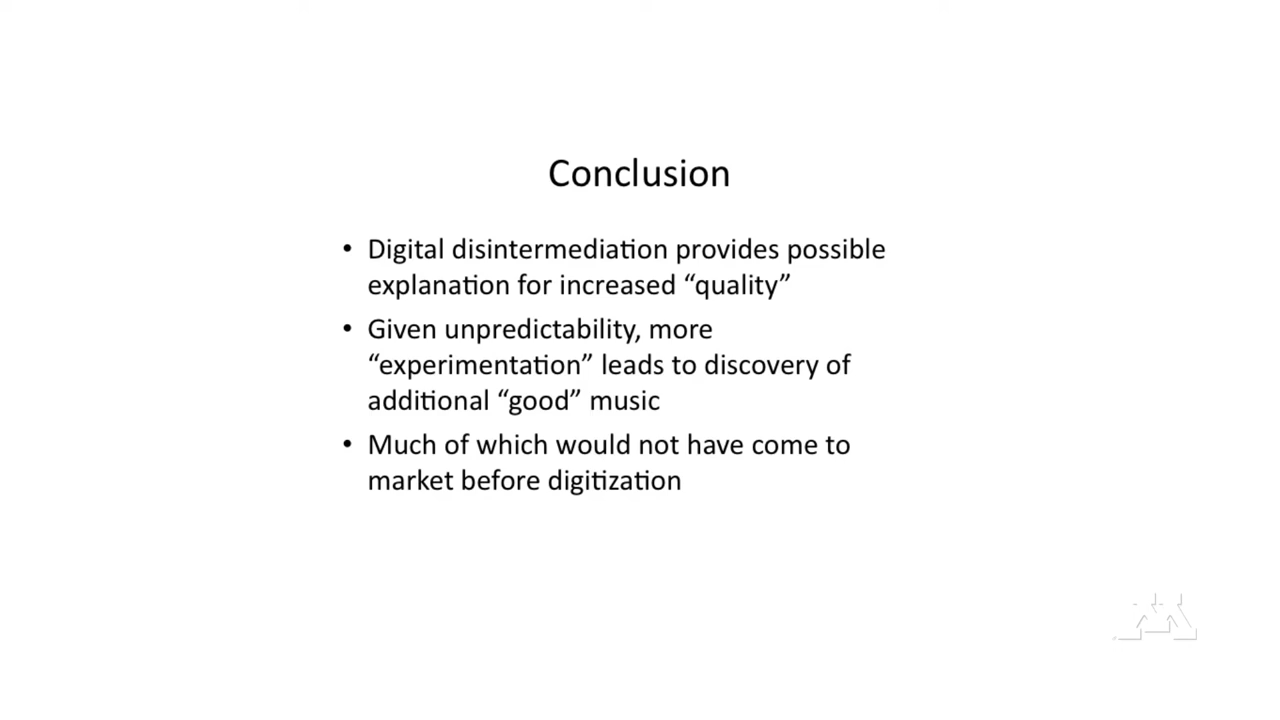 Conclusion
• Digital disintermediation provides possible
explanation for increased “quality”
• Given unpredictability, more
“experimentation” leads to discovery of
additional “good” music
• Much of which would not have come to
market before digitization